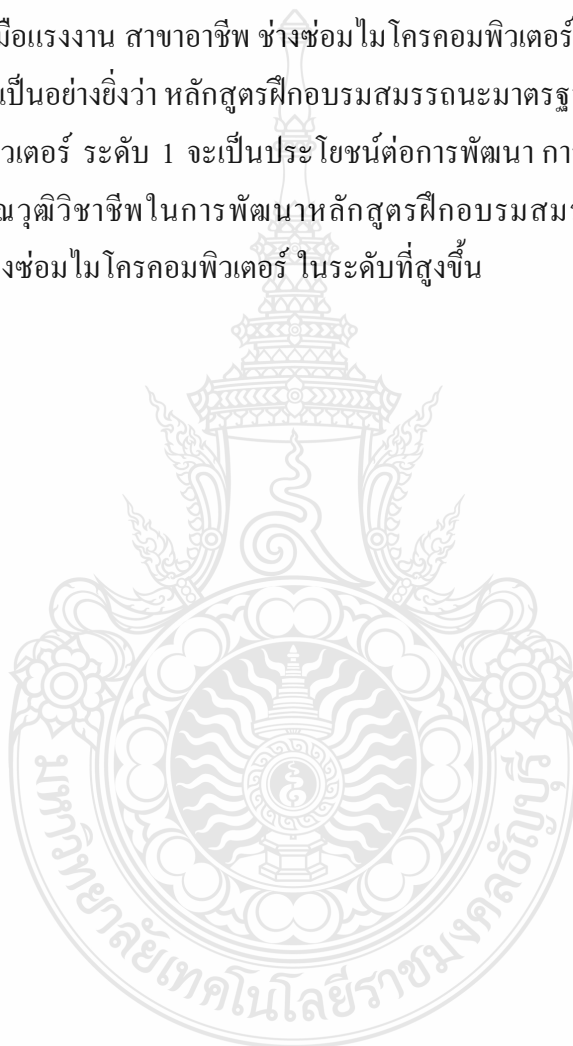 มือแรงงาน สาขาอาชีพ ช่างซ่อมไมโครคอมพิวเตอร์
เป็นอย่างยิ่งว่า หลักสูตรฝึกอบรมสมรรถนะมาตรฐ
วเตอร์ ระดับ 1 จะเป็นประโยชน์ต่อการพัฒนา กา
ณวุฒิวิชาชีพในการพัฒนาหลักสูตรฝึกอบรมสม
งซ่อมไมโครคอมพิวเตอร์ ในระดับที่สูงขึ้น
มหาวิทยาลัยเทคโนโลยีราชมงคลธัญบุรี